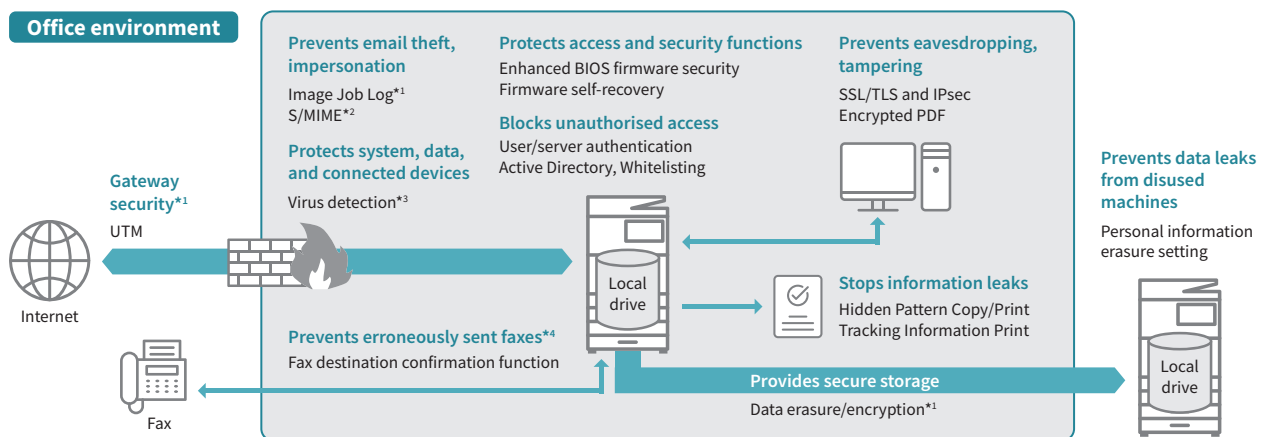 Office environment
Prevents email theft,
impersonation
Image Job Log*1
S/MIME*2
Protects system, data,
and connected devices
Virus detection*3
Protects access and security functions
Enhanced BIOS firmware security
Firmware self-recovery
Blocks unauthorised access
User/server authentication
Active Directory, Whitelisting
Prevents eavesdropping,
tampering
SSL/TLS and IPsec
Encrypted PDF
Gateway
security*1
UTM
Internet
Local
drive
Stops information leaks
Hidden Pattern Copy/Print
Tracking Information Print
Prevents data leaks
from disused
machines
Personal information
erasure setting
Prevents erroneously sent faxes*4
Fax destination confirmation function
Fax
Provides secure storage
Data erasure/encryption*1
Local
drive